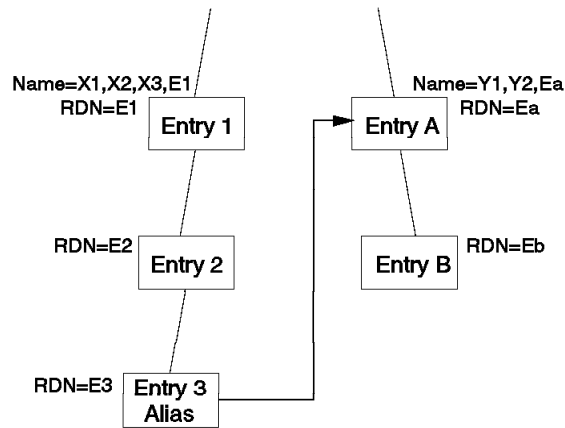 Name=X1,X2,X3,E1
Name=Y1,Y2,Ea
RDN=E1
RDN=Ea
Entry 1
Entry A
RDN=E2
RDN=Eb
Entry 2
Entry B
RDN=E3
Entry 3
Alias